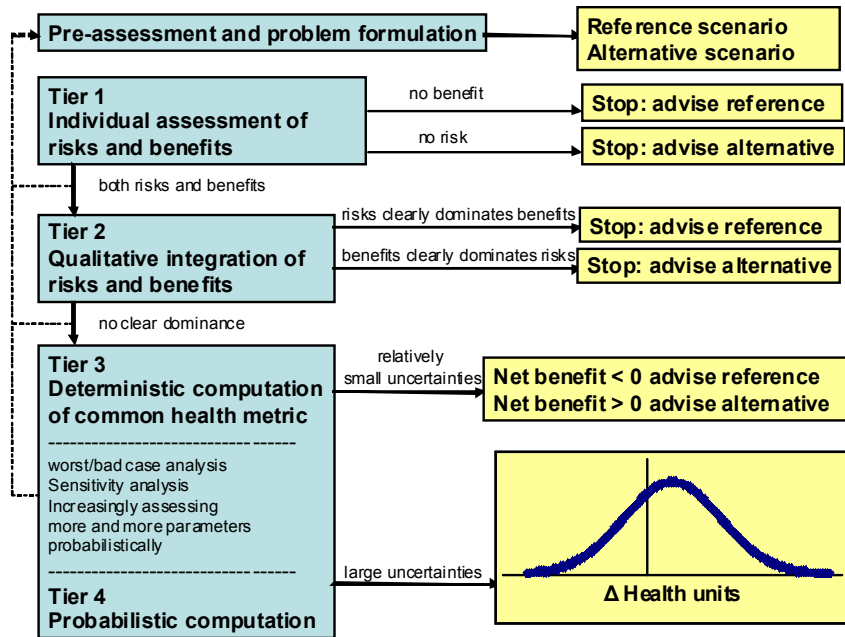 Pre-assessment and problem formulation
Reference scenario
Alternative scenario
Tier 1
Individual assessment of
risks and benefits
no benefit
Stop: advise reference
no risk
Stop: advise alternative
both risks and benefits
Tier 2
Qualitative integration of
risks and benefits
risks clearly dominates benefits
Stop: advise reference
benefits clearly dominates risks
Stop: advise alternative
no clear dominance
Tier 3
Deterministic computation
of common health metric
relatively
small uncertainties
Net benefit < 0 advise reference
Net benefit > 0 advise alternative
worst/bad case analysis
Sensitivity analysis
Increasingly assessing
more and more parameters
probabilistically
Tier 4
Probabilistic computation
large uncertainties
Δ Health units